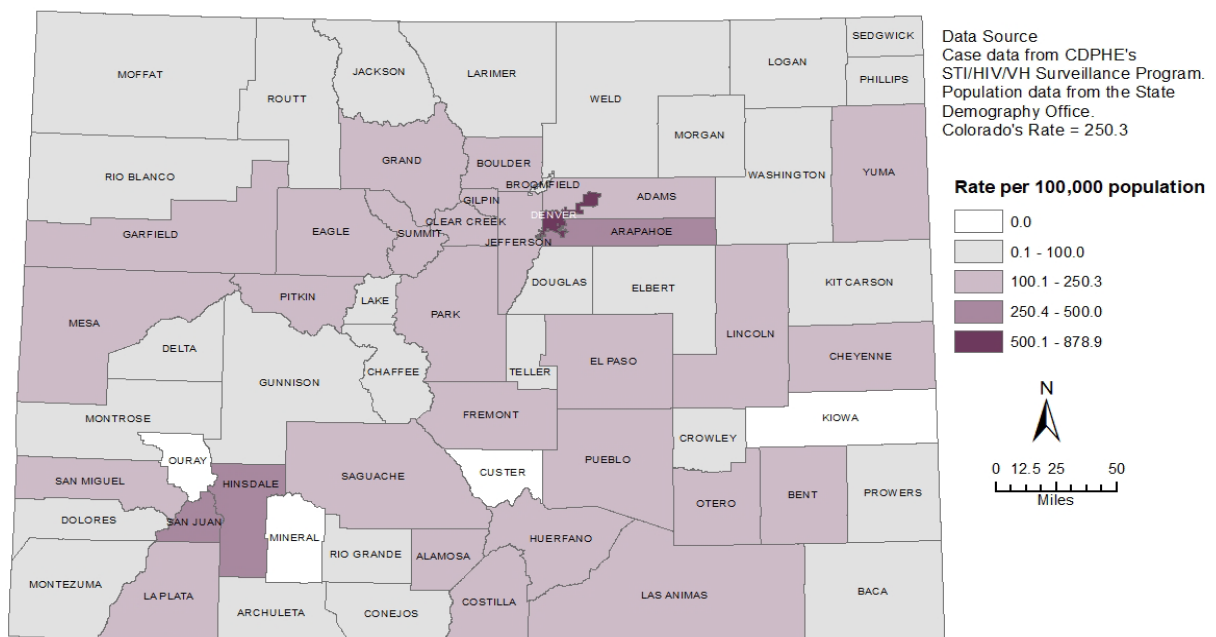 MOFFAT
ROUTT
JACKSON
LARIMER
WELD
LOGAN
SEDGWICK
PHILLIPS
MORGAN
WASHINGTON
YUMA
RIO BLANCO
GRAND
BOULDER
BROOMFIELD
GILPIN
ADAMS
DENVER
CLEAR CREEK
ARAPAHOE
GARFIELD
EAGLE
SUMMIT
JEFFERSON
DOUGLAS
ELBERT
KIT CARSON
MESA
PITKIN
LAKE
PARK
LINCOLN
DELTA
GUNNISON
CHAFFEE
TELLER
EL PASO
CHEYENNE
MONTROSE
FREMONT
KIOWA
OURAY
CROWLEY
SAN MIGUEL
HINSDALE
SAGUACHE
CUSTER
PUEBLO
OTERO
BENT
PROWERS
DOLORES
SAN JUAN
MINERAL
RIO GRANDE
ALAMOSA
HUERFANO
MONTEZUMA
LA PLATA
ARCHULETA
CONEJOS
COSTILLA
LAS ANIMAS
BACA
Data Source
Case data from CDPHE's
STI/HIV/VH Surveillance Program.
Population data from the State
Demography Office.
Colorado's Rate = 250.3
Rate per 100,000 population
0.0
0.1 - 100.0
100.1 - 250.3
250.4 - 500.0
500.1 - 878.9
N
0 12.5 25 50
Miles